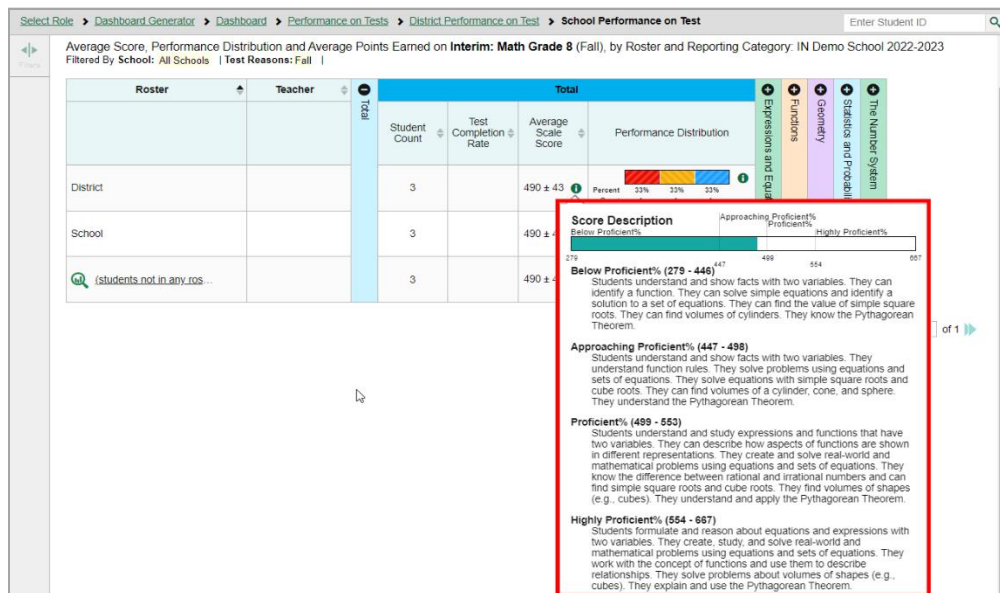 Select Role > Dashboard Generator > Dashboard > Performance on Tests > District Performance on Test > School Performance on Test
Enter Student ID
Filters
Average Score, Performance Distribution and Average Points Earned on Interim: Math Grade 8 (Fall), by Roster and Reporting Category: IN Demo School 2022-2023
Filtered By School: All Schools | Test Reasons: Fall |
Roster Teacher Total Total
Student Count
Test Completion Rate
Average Scale Score
Performance Distribution
Expressions and Equat
Functions
Geometry
Statistics and Probabili
The Number System
District 3 490 ± 43
Percent 33% 33% 33%
School 3 490 ± 4
(students not in any ros... 3 490 ± 4
of 1
Score Description
Approaching Proficient%
Proficient%
Below Proficient% Highly Proficient%
279 447 499 554 667
Below Proficient% (279 - 446)
Students understand and show facts with two variables. They can
identify a function. They can solve simple equations and identify a
solution to a set of equations. They can find the value of simple square
roots. They can find volumes of cylinders. They know the Pythagorean
Theorem.
Approaching Proficient% (447 - 498)
Students understand and show facts with two variables. They
understand function rules. They solve problems using equations and
sets of equations. They solve equations with simple square roots and
cube roots. They can find volumes of a cylinder, cone, and sphere.
They understand the Pythagorean Theorem.
Proficient% (499 - 553)
Students understand and study expressions and functions that have
two variables. They can describe how aspects of functions are shown
in different representations. They create and solve real-world and
mathematical problems using equations and sets of equations. They
know the difference between rational and irrational numbers and can
find simple square roots and cube roots. They find volumes of shapes
(e.g., cubes). They understand and apply the Pythagorean Theorem.
Highly Proficient% (554 - 667)
Students formulate and reason about equations and expressions with
two variables. They create, study, and solve real-world and
mathematical problems using equations and sets of equations. They
work with the concept of functions and use them to describe
relationships. They solve problems about volumes of shapes (e.g.,
cubes). They explain and use the Pythagorean Theorem.